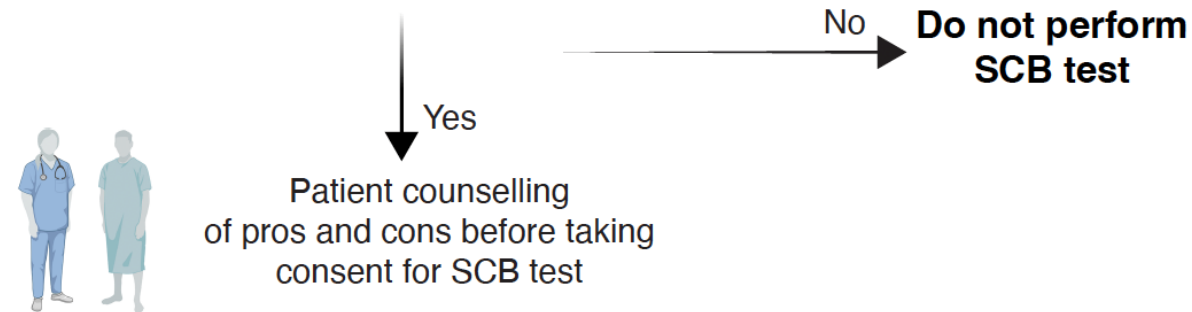 No
Do not perform
SCB test
Yes
Patient counselling
of pros and cons before taking
consent for SCB test